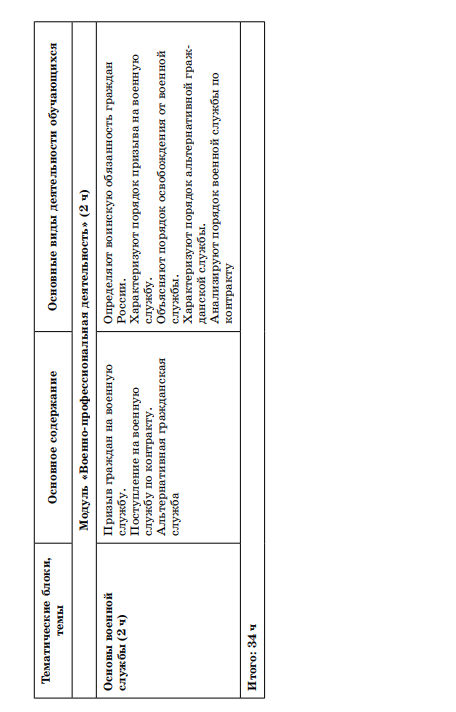 Тематические блоки,
темы
Основное содержание
Основные виды деятельности обучающихся
Модуль «Военно-профессиональная деятельность» (2 ч)
Основы военной
службы (2 ч)
Призыв граждан на военную
службу.
Поступление на военную
службу по контракту.
Альтернативная гражданская
служба
Определяют воинскую обязанность граждан
России.
Характеризуют порядок призыва на военную
службу.
Объясняют порядок освобождения от военной
службы.
Характеризуют порядок альтернативной граж-
данской службы.
Анализируют порядок военной службы по
контракту
Итого: 34 ч